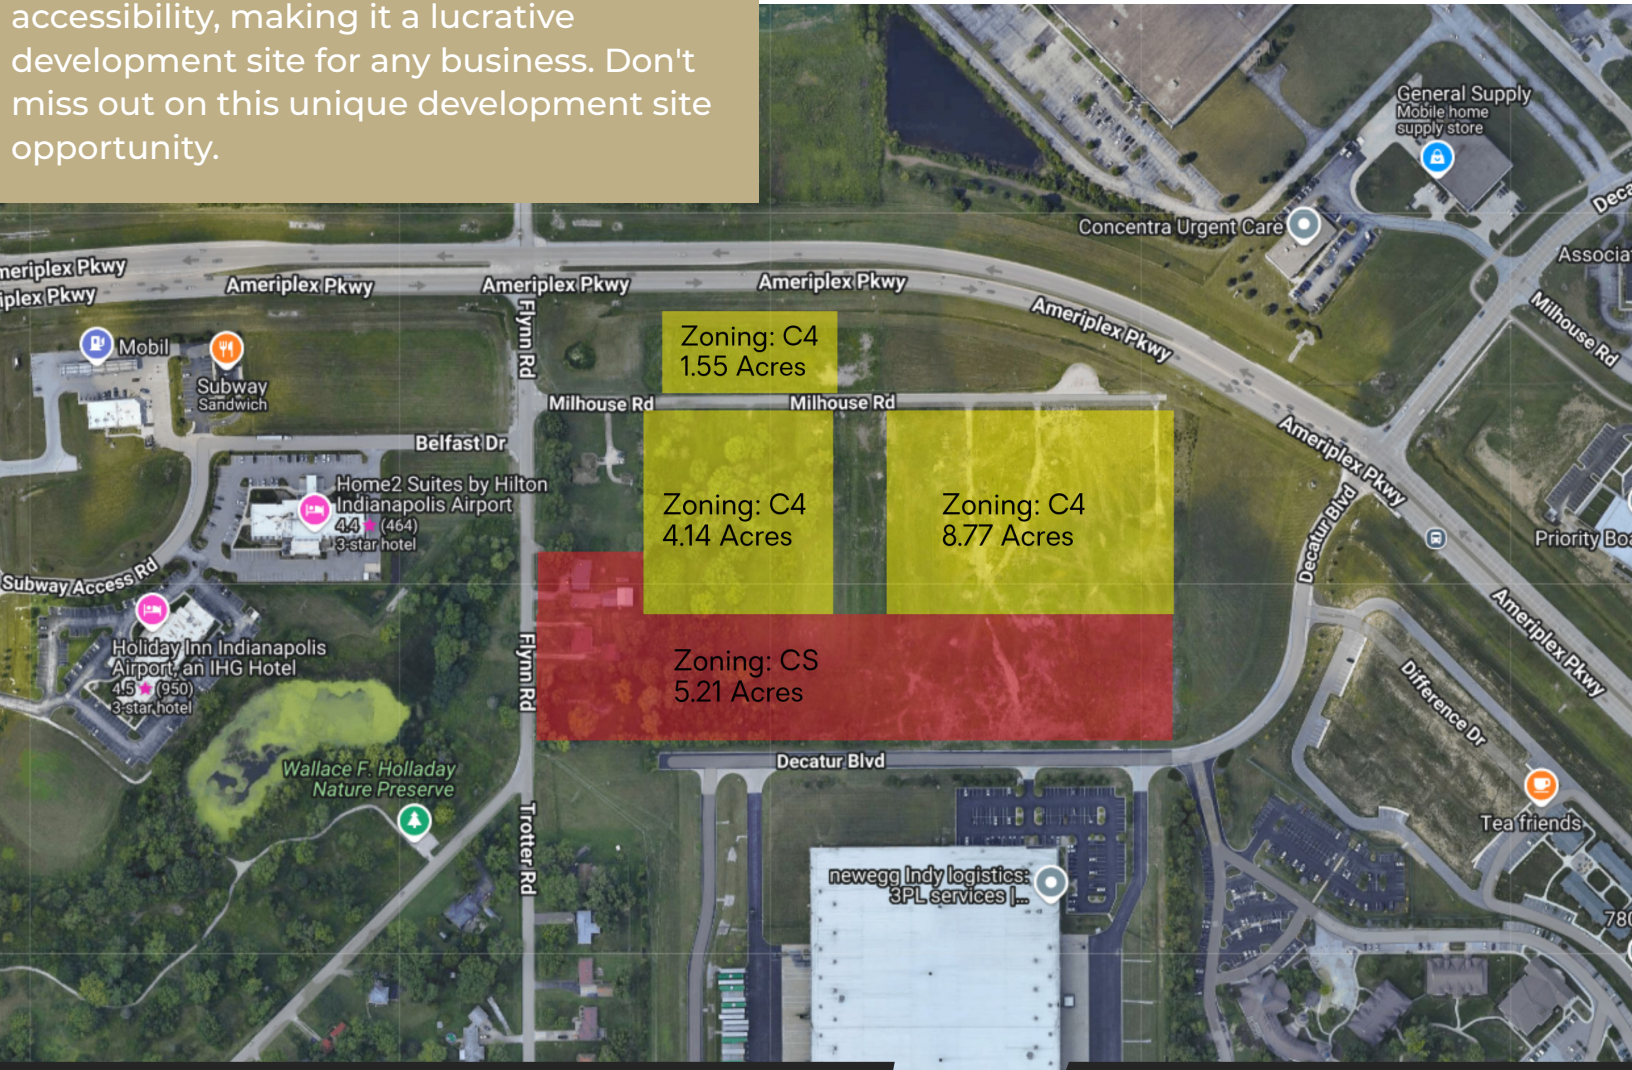 accessibility, making it a lucrative
development site for any business. Don't
miss out on this unique development site
opportunity.
General Supply
Mobile home
supply store
Concentra Urgent Care
Ameriplex Pkwy
Ameriplex Pkwy
Ameriplex Pkwy
Ameriplex Pkwy
Ameriplex Pkwy
Ameriplex Pkwy
Milhouse Rd
Flynn Rd
Zoning: C4
1.55 Acres
Mobil
Subway
Sandwich
Milhouse Rd
Milhouse Rd
Belfast Dr
Home2 Suites by Hilton
Indianapolis Airport
4.4 ★ (464)
3-star hotel
Zoning: C4
4.14 Acres
Zoning: C4
8.77 Acres
Decatur Blvd
Priority Boa
Subway Access Rd
Holiday Inn Indianapolis
Airport, an IHG Hotel
4.5 ★ (950)
3-star hotel
Flynn Rd
Zoning: CS
5.21 Acres
Difference Dr
Decatur Blvd
Wallace F. Holladay
Nature Preserve
Trotter Rd
Tea friends
newegg Indy logistics:
3PL services |...
780
Deca
Associa
meriplex Pkwy
iplex Pkwy